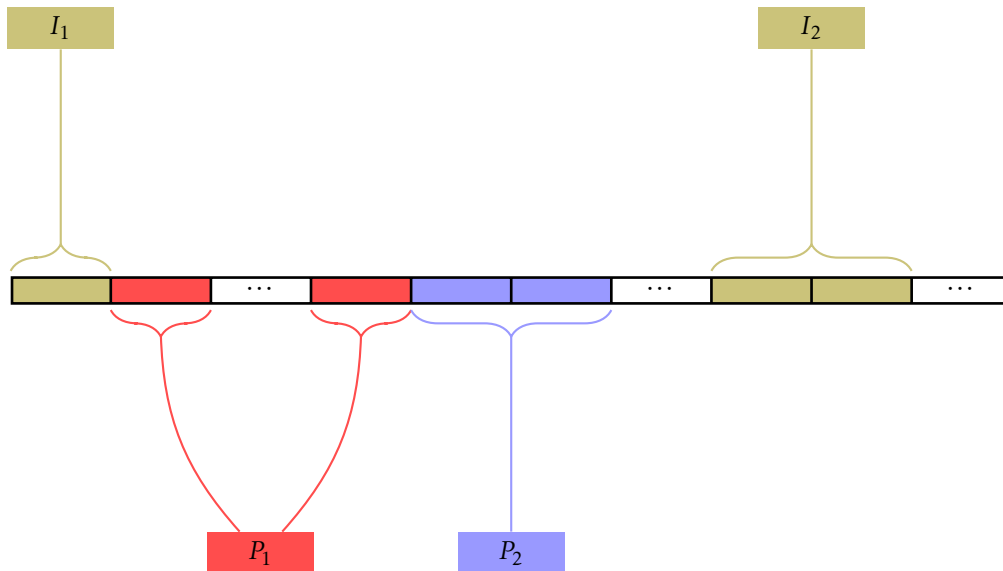 I₁ I₂
⋯ ⋯ ⋯
P₁ P₂